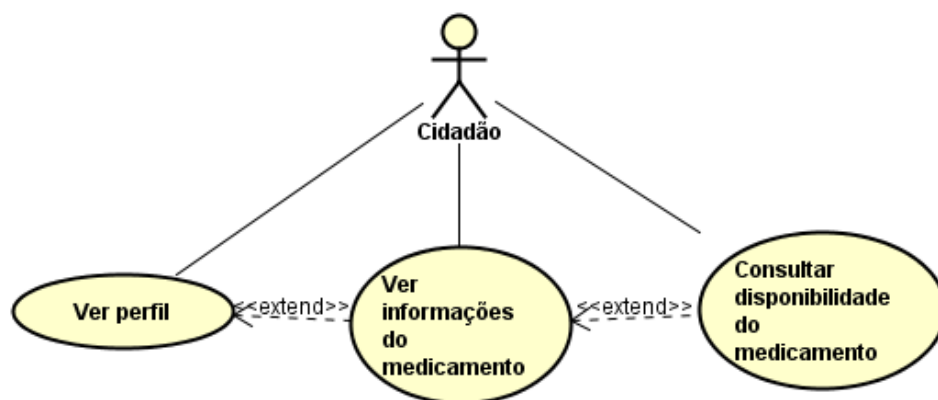 Cidadão
Ver perfil
<<extend>>
Ver
informações
do
medicamento
<<extend>>
Consultar
disponibilidade
do
medicamento